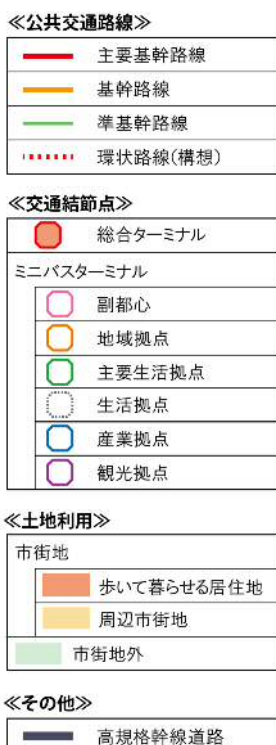 ≪公共交通路線≫
主要基幹路線
基幹路線
準基幹路線
環状路線(構想)
≪交通結節点≫
総合ターミナル
ミニバスターミナル
副都心
地域拠点
主要生活拠点
生活拠点
産業拠点
観光拠点
≪土地利用≫
市街地
歩いて暮らせる居住地
周辺市街地
市街地外
≪その他≫
高規格幹線道路